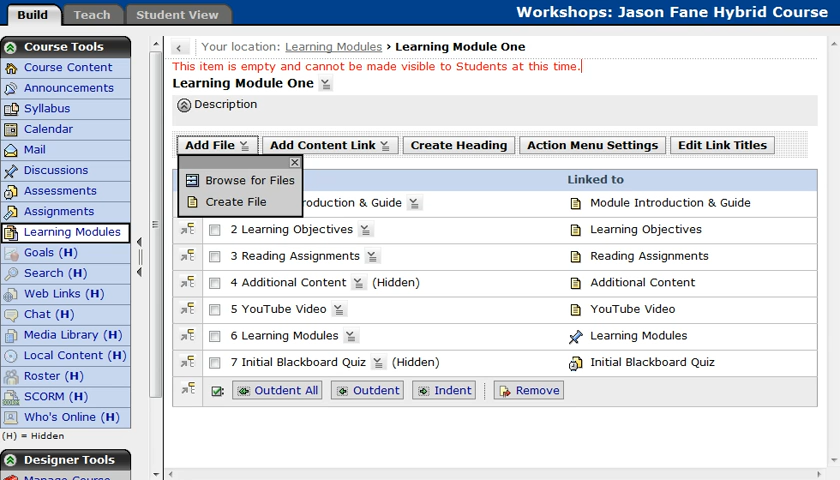 Build Teach Student View
Workshops: Jason Fane Hybrid Course
Course Tools
Course Content
Announcements
Syllabus
Calendar
Mail
Discussions
Assessments
Assignments
Learning Modules
Goals (H)
Search (H)
Web Links (H)
Chat (H)
Media Library (H)
Local Content (H)
Roster (H)
SCORM (H)
Who's Online (H)
(H) = Hidden
Designer Tools
Manage Course
Your location: Learning Modules › Learning Module One
This item is empty and cannot be made visible to Students at this time.
Learning Module One
Description
Add File Add Content Link Create Heading Action Menu Settings Edit Link Titles
Browse for Files
Create File
Linked to
oduction & Guide Module Introduction & Guide
2 Learning Objectives Learning Objectives
3 Reading Assignments Reading Assignments
4 Additional Content (Hidden) Additional Content
5 YouTube Video YouTube Video
6 Learning Modules Learning Modules
7 Initial Blackboard Quiz (Hidden) Initial Blackboard Quiz
Outdent All Outdent Indent Remove